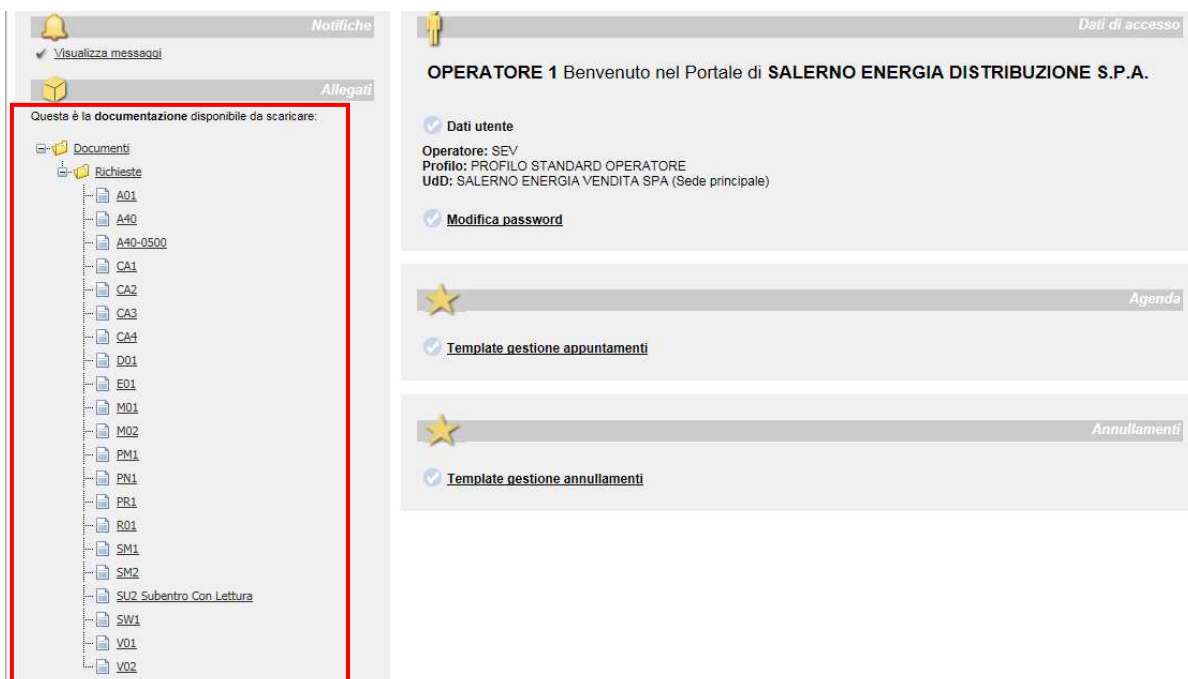 Notifiche
Visualizza messaggi
Allegati
Questa è la documentazione disponibile da scaricare:
Documenti
Richieste
A01
A40
A40-0500
CA1
CA2
CA3
CA4
D01
E01
M01
M02
PM1
PN1
PR1
R01
SM1
SM2
SU2 Subentro Con Lettura
SW1
V01
V02
Dati di accesso
OPERATORE 1 Benvenuto nel Portale di SALERNO ENERGIA DISTRIBUZIONE S.P.A.
Dati utente
Operatore: SEV
Profilo: PROFILO STANDARD OPERATORE
UdD: SALERNO ENERGIA VENDITA SPA (Sede principale)
Modifica password
Agenda
Template gestione appuntamenti
Annullamenti
Template gestione annullamenti